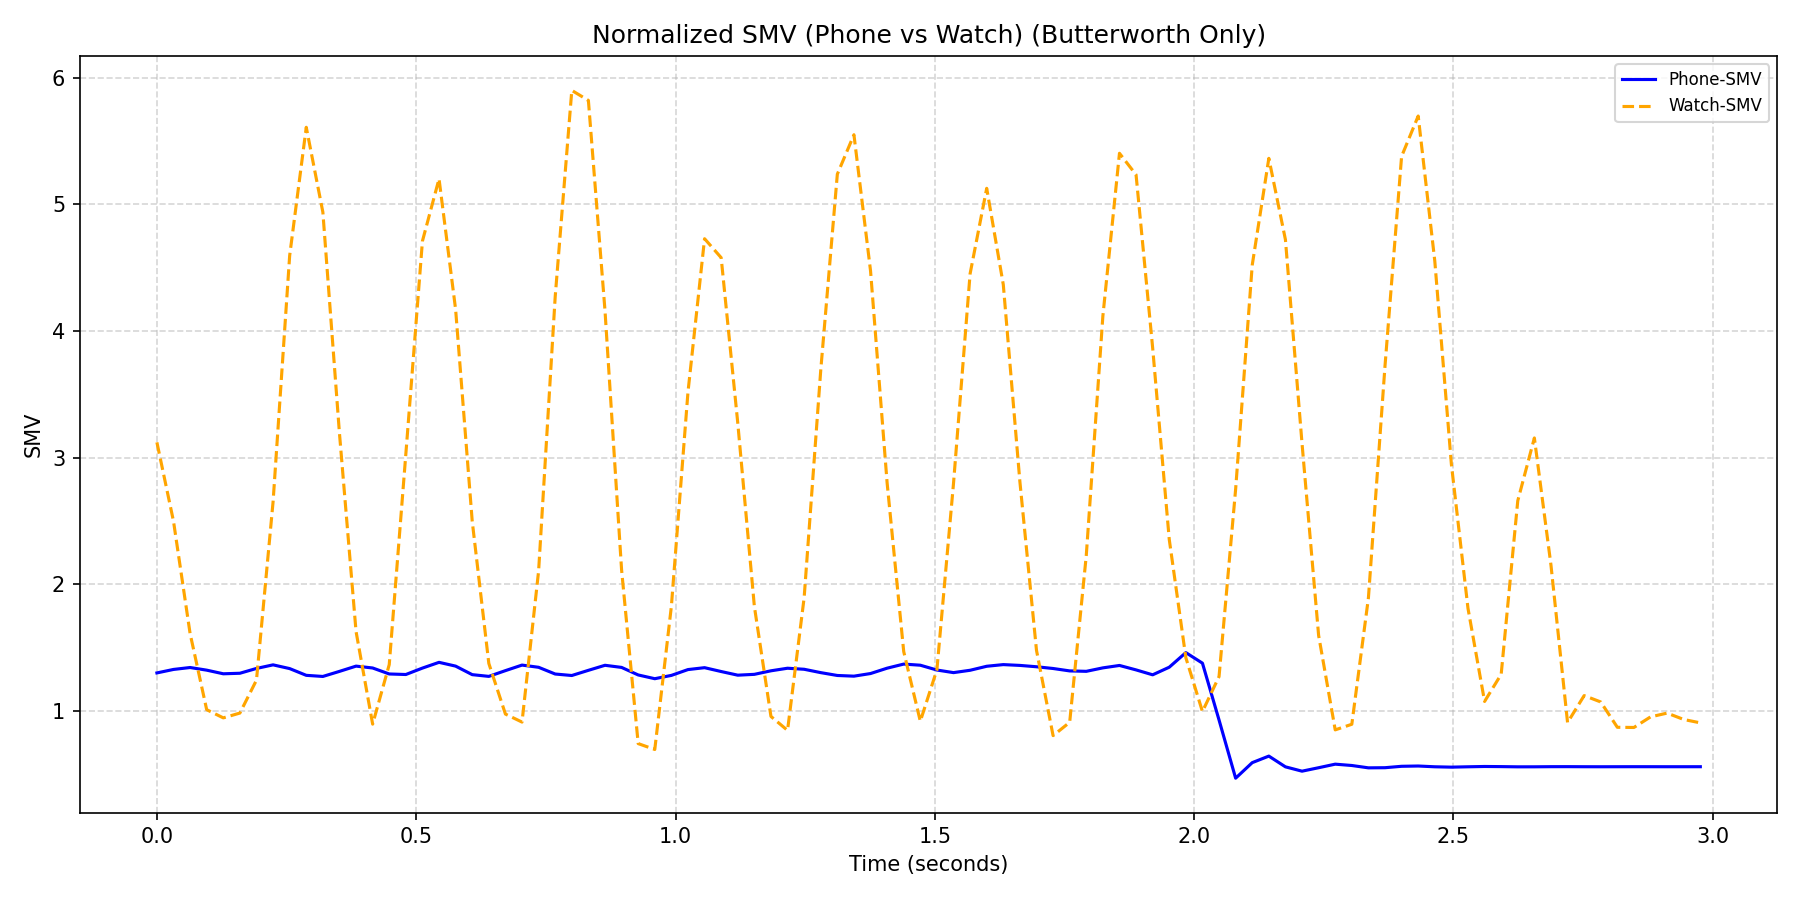 Normalized SMV (Phone vs Watch) (Butterworth Only)
Phone-SMV
Watch-SMV
SMV
6
5
4
3
2
1
0.0 0.5 1.0 1.5 2.0 2.5 3.0
Time (seconds)